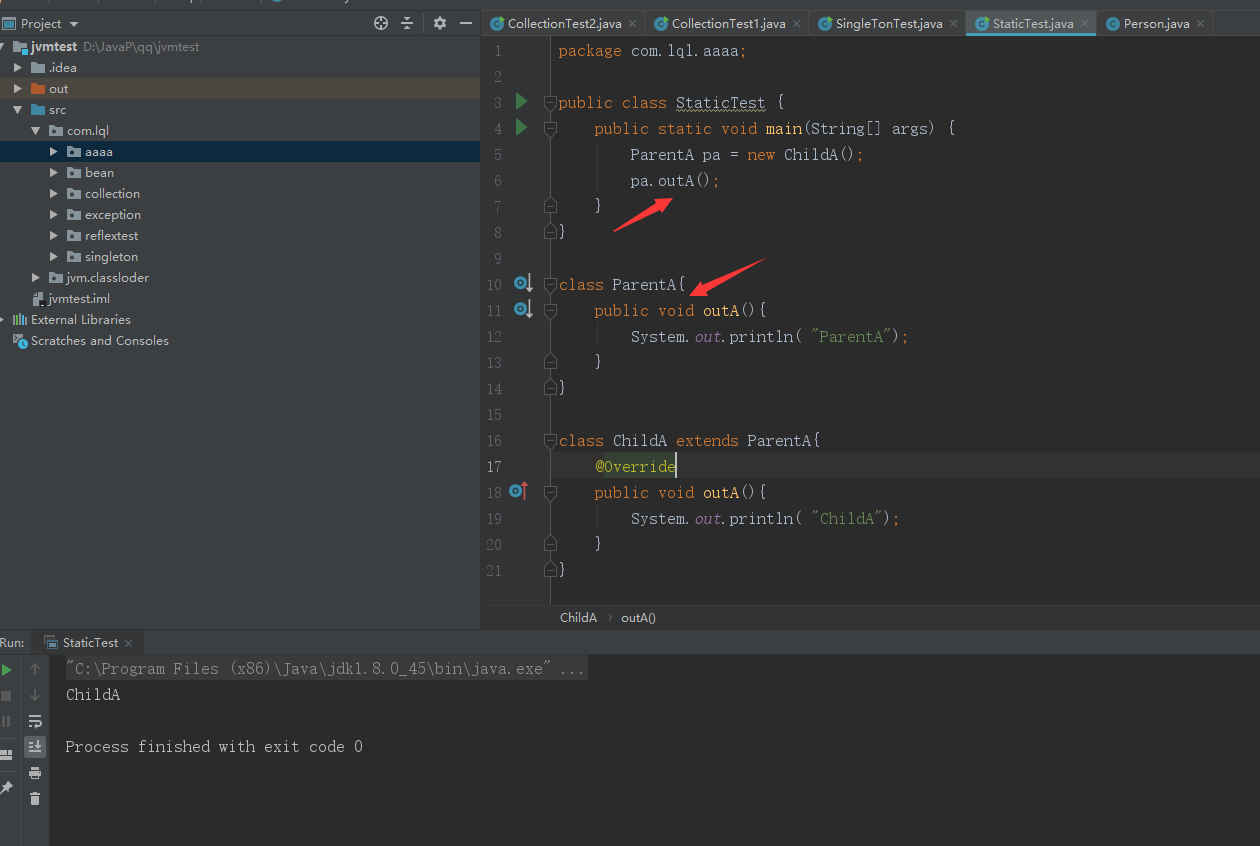 Project
CollectionTest2.java
CollectionTest1.java
SingleTonTest.java
StaticTest.java
Person.java
jvmtest D:\JavaP\qq\jvmtest
.idea
out
src
com.lql
aaaa
bean
collection
exception
reflextest
singleton
jvm.classloder
jvmtest.iml
External Libraries
Scratches and Consoles
1 package com.lql.aaaa;
2
3 public class StaticTest {
4 public static void main(String[] args) {
5 ParentA pa = new ChildA();
6 pa.outA();
7 }
8 }
9
10 class ParentA{
11 public void outA(){
12 System.out.println( "ParentA");
13 }
14 }
15
16 class ChildA extends ParentA{
17 @Override
18 public void outA(){
19 System.out.println( "ChildA");
20 }
21 }
ChildA › outA()
Run: StaticTest
"C:\Program Files (x86)\Java\jdk1.8.0_45\bin\java.exe" ...
ChildA
Process finished with exit code 0